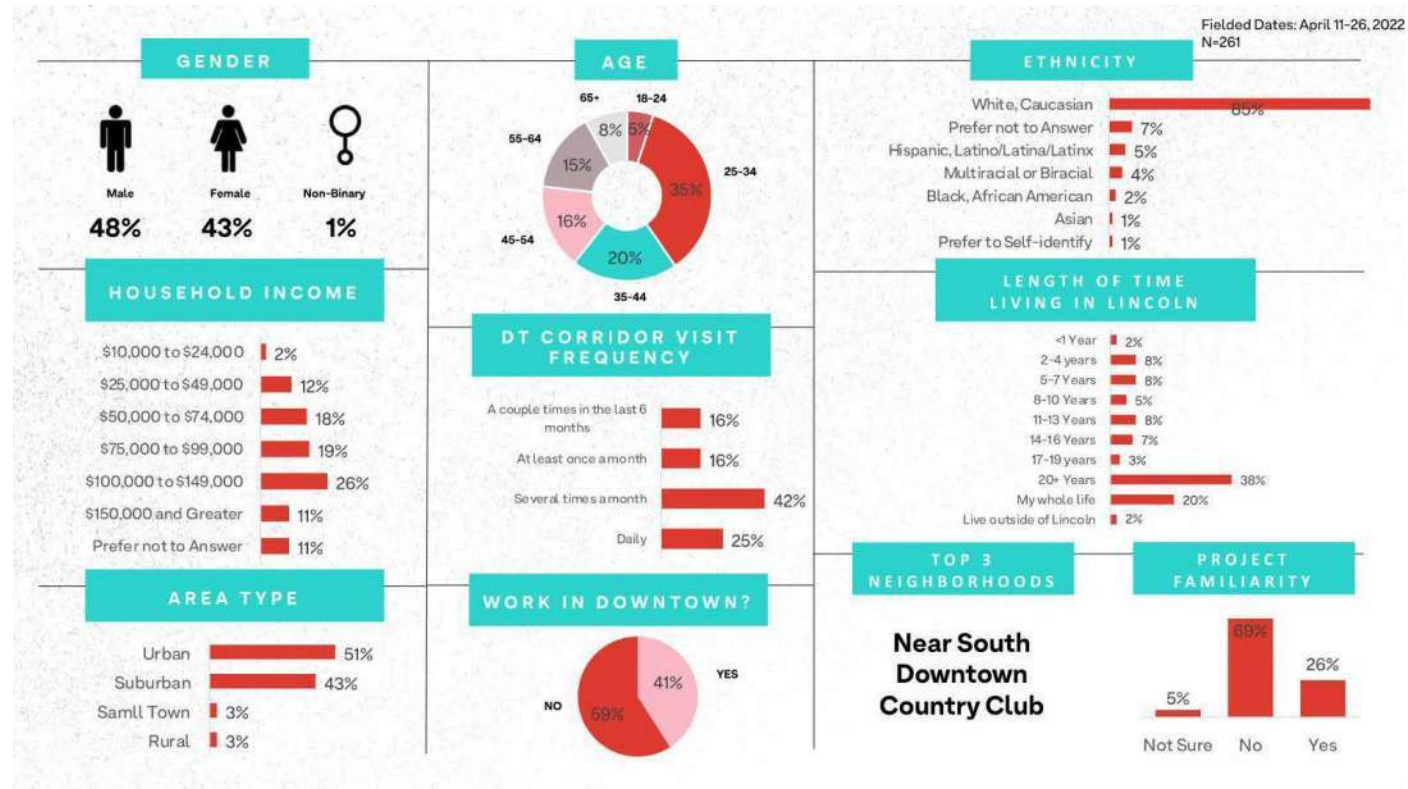 Fielded Dates: April 11-26, 2022
N=261
GENDER
Male
Female
Non-Binary
48%
43%
1%
AGE
65+
18-24
55-64
25-34
45-54
35-44
8%
5%
15%
35%
16%
20%
ETHNICITY
White, Caucasian 85%
Prefer not to Answer 7%
Hispanic, Latino/Latina/Latinx 5%
Multiracial or Biracial 4%
Black, African American 2%
Asian 1%
Prefer to Self-identify 1%
HOUSEHOLD INCOME
$10,000 to $24,000 2%
$25,000 to $49,000 12%
$50,000 to $74,000 18%
$75,000 to $99,000 19%
$100,000 to $149,000 26%
$150,000 and Greater 11%
Prefer not to Answer 11%
DT CORRIDOR VISIT
FREQUENCY
A couple times in the last 6
months
16%
At least once a month 16%
Several times a month 42%
Daily 25%
LENGTH OF TIME
LIVING IN LINCOLN
<1 Year 2%
2-4 years 8%
5-7 Years 8%
8-10 Years 5%
11-13 Years 8%
14-16 Years 7%
17-19 years 3%
20+ Years 38%
My whole life 20%
Live outside of Lincoln 2%
AREA TYPE
Urban 51%
Suburban 43%
Samll Town 3%
Rural 3%
WORK IN DOWNTOWN?
YES
41%
NO
59%
TOP 3
NEIGHBORHOODS
Near South
Downtown
Country Club
PROJECT
FAMILIARITY
5%
69%
26%
Not Sure
No
Yes